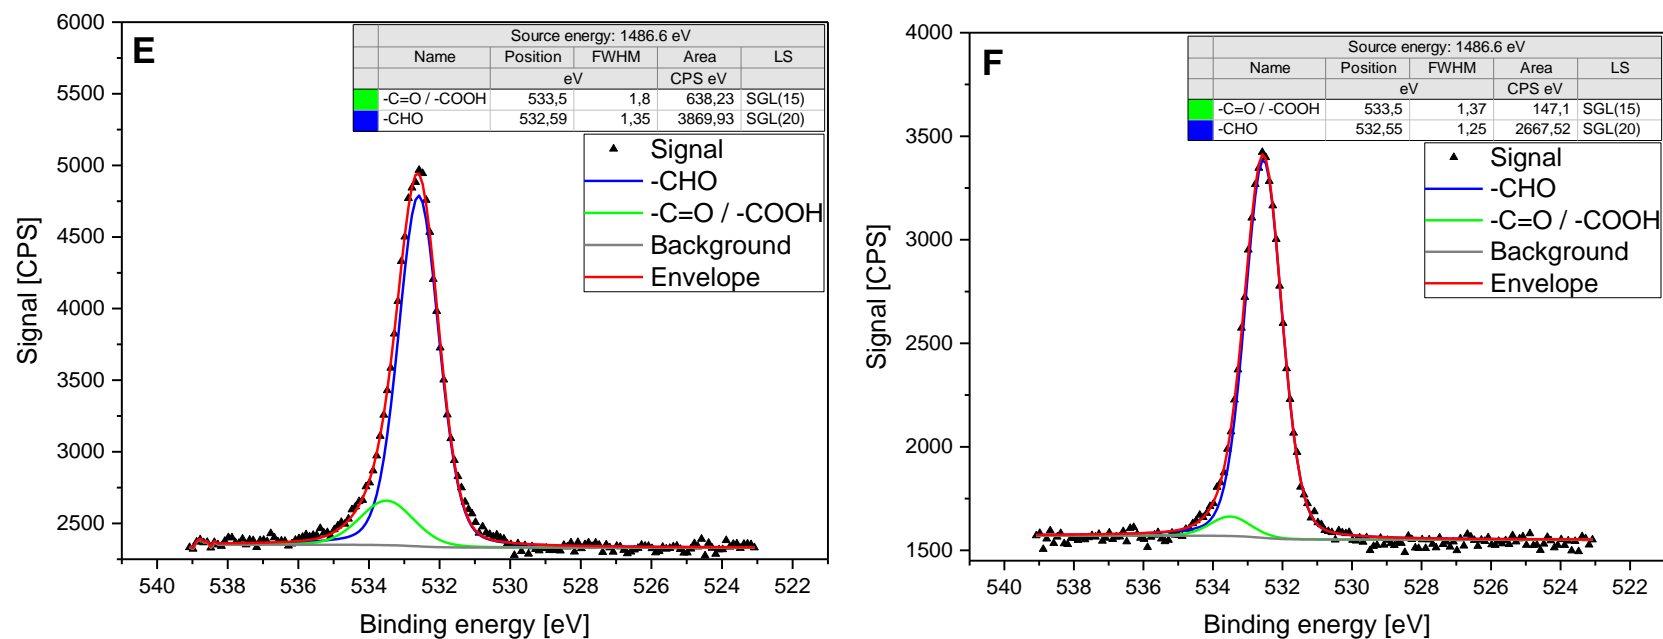 E
Source energy: 1486.6 eV
Name Position FWHM Area LS
eV CPS eV
-C=O / -COOH 533,5 1,8 638,23 SGL(15)
-CHO 532,59 1,35 3869,93 SGL(20)
Signal
-CHO
-C=O / -COOH
Background
Envelope
6000
5500
5000
4500
4000
3500
3000
2500
Signal [CPS]
540 538 536 534 532 530 528 526 524 522
Binding energy [eV]
F
Source energy: 1486.6 eV
Name Position FWHM Area LS
eV CPS eV
-C=O / -COOH 533,5 1,37 147,1 SGL(15)
-CHO 532,55 1,25 2667,52 SGL(20)
Signal
-CHO
-C=O / -COOH
Background
Envelope
4000
3500
3000
2500
2000
1500
Signal [CPS]
540 538 536 534 532 530 528 526 524 522
Binding energy [eV]